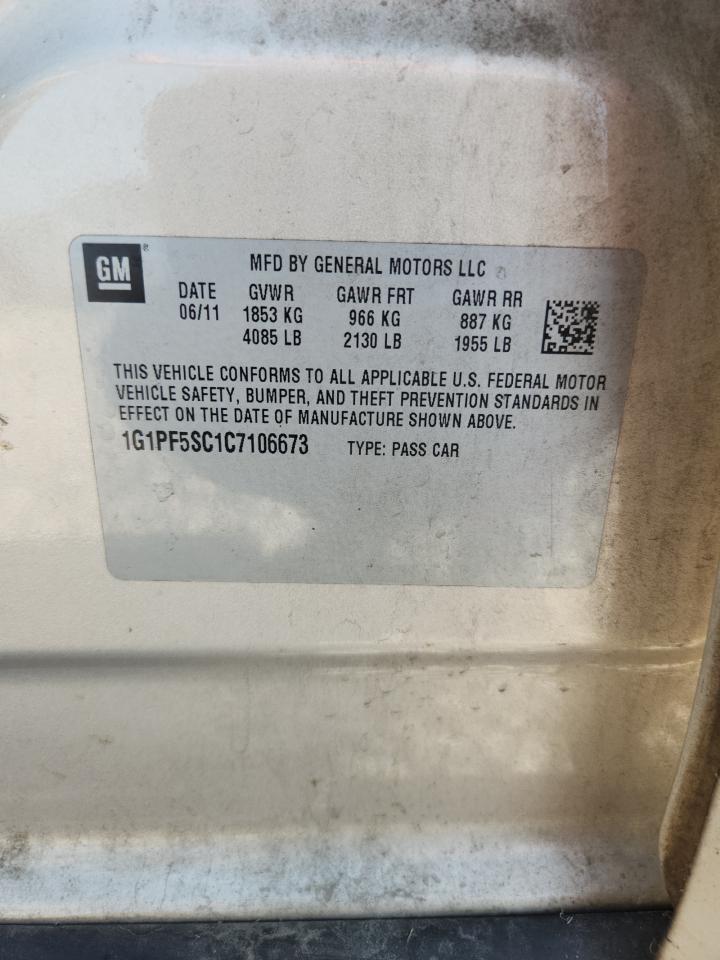 GM ®
MFD BY GENERAL MOTORS LLC
DATE GVWR GAWR FRT GAWR RR
06/11 1853 KG 966 KG 887 KG
4085 LB 2130 LB 1955 LB
THIS VEHICLE CONFORMS TO ALL APPLICABLE U.S. FEDERAL MOTOR
VEHICLE SAFETY, BUMPER, AND THEFT PREVENTION STANDARDS IN
EFFECT ON THE DATE OF MANUFACTURE SHOWN ABOVE.
1G1PF5SC1C7106673 TYPE: PASS CAR